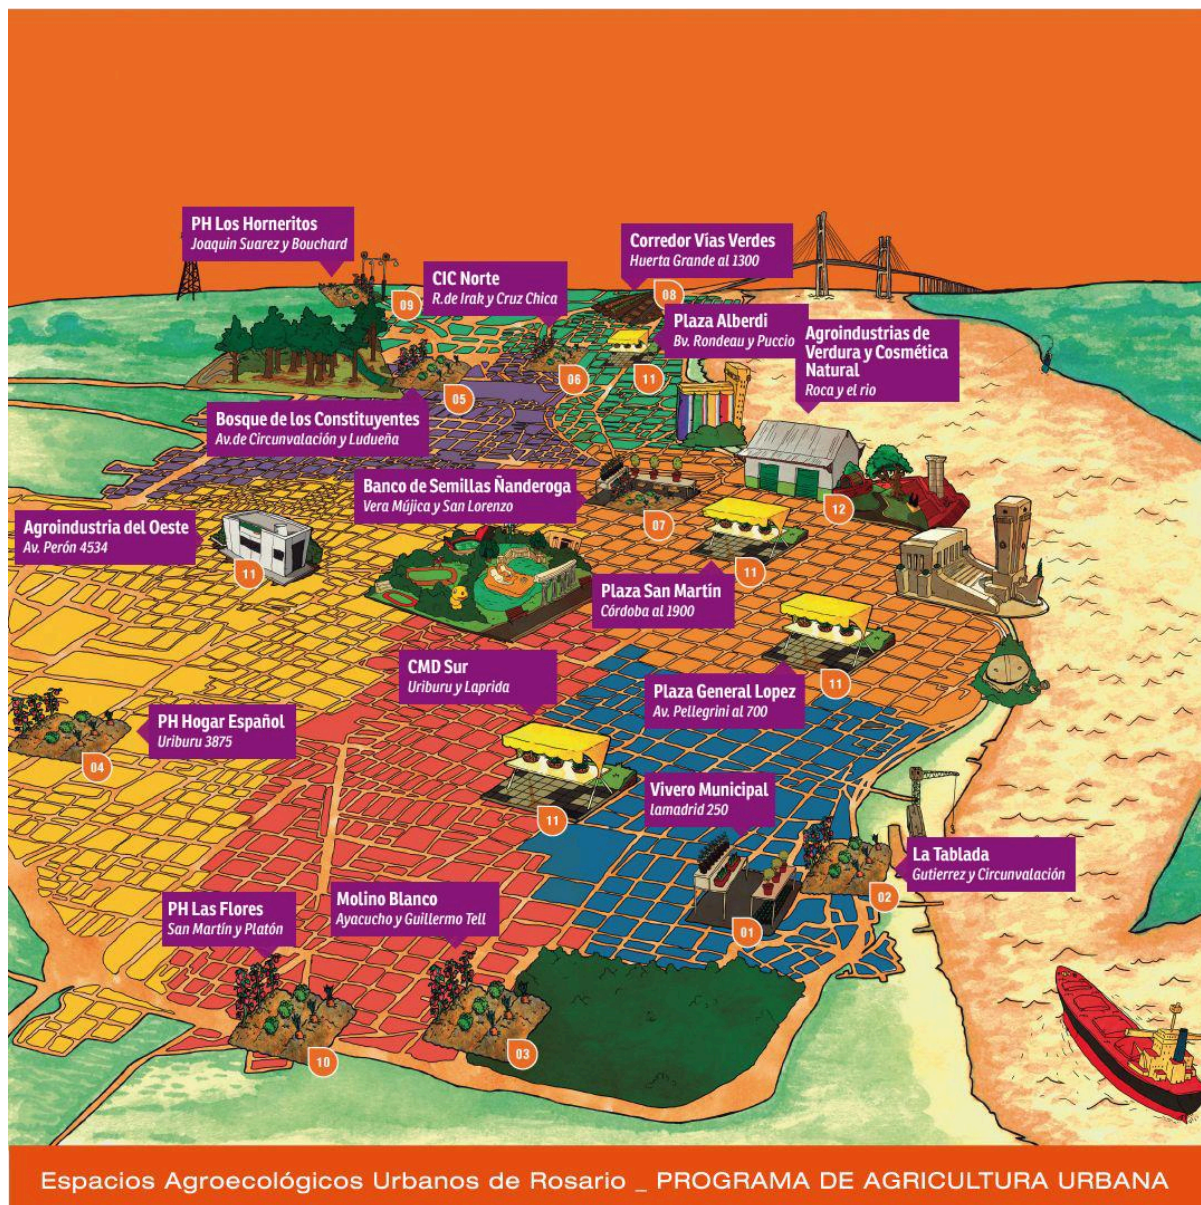 PH Los Horneritos
Joaquin Suarez y Bouchard
CIC Norte
R.de Irak y Cruz Chica
Corredor Vías Verdes
Huerta Grande al 1300
09
08
Plaza Alberdi
Bv. Rondeau y Puccio
Agroindustrias de
Verdura y Cosmética
Natural
Roca y el rio
05
06
11
Bosque de los Constituyentes
Av.de Circunvalación y Ludueña
Banco de Semillas Ñanderoga
Vera Mújica y San Lorenzo
07
12
Agroindustria del Oeste
Av. Perón 4534
11
11
Plaza San Martín
Córdoba al 1900
CMD Sur
Uriburu y Laprida
Plaza General Lopez
Av. Pellegrini al 700
11
PH Hogar Español
Uriburu 3875
04
11
Vivero Municipal
lamadrid 250
La Tablada
Gutierrez y Circunvalación
02
01
PH Las Flores
San Martín y Platón
Molino Blanco
Ayacucho y Guillermo Tell
10
03
Espacios Agroecológicos Urbanos de Rosario _ PROGRAMA DE AGRICULTURA URBANA